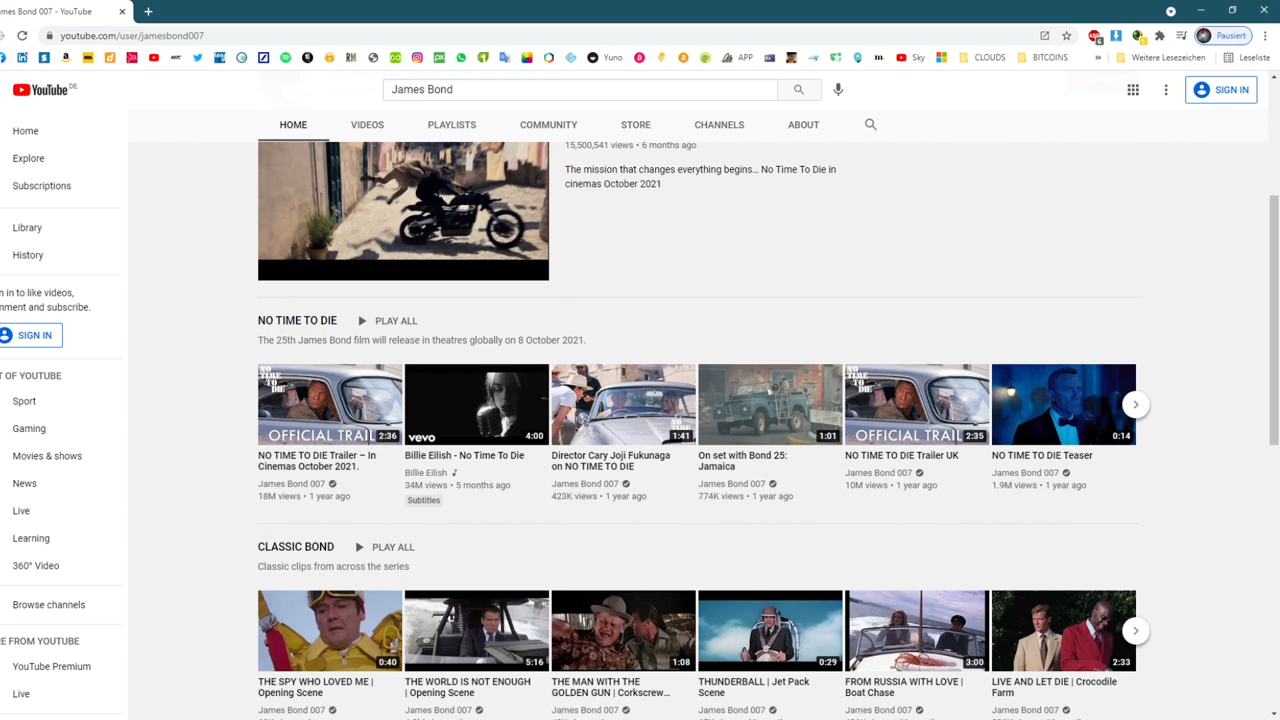 James Bond 007 - YouTube
youtube.com/user/jamesbond007
Pausiert
Yuno
APP
Sky
CLOUDS
BITCOINS
Weitere Lesezeichen
Leseliste
YouTube DE
James Bond
SIGN IN
HOME VIDEOS PLAYLISTS COMMUNITY STORE CHANNELS ABOUT
Home
Explore
Subscriptions
Library
History
n in to like videos,
mment and subscribe.
SIGN IN
T OF YOUTUBE
Sport
Gaming
Movies & shows
News
Live
Learning
360° Video
Browse channels
RE FROM YOUTUBE
YouTube Premium
Live
15,500,541 views • 6 months ago
The mission that changes everything begins… No Time To Die in
cinemas October 2021
NO TIME TO DIE PLAY ALL
The 25th James Bond film will release in theatres globally on 8 October 2021.
NO TIME TO DIE
OFFICIAL TRAIL
2:36
NO TIME TO DIE Trailer – In
Cinemas October 2021.
James Bond 007
18M views • 1 year ago
vevo
4:00
Billie Eilish - No Time To Die
Billie Eilish
34M views • 5 months ago
Subtitles
NO TIME TO DIE
1:41
Director Cary Joji Fukunaga
on NO TIME TO DIE
James Bond 007
423K views • 1 year ago
1:01
On set with Bond 25:
Jamaica
James Bond 007
774K views • 1 year ago
NO TIME TO DIE
OFFICIAL TRAIL
2:35
NO TIME TO DIE Trailer UK
James Bond 007
10M views • 1 year ago
0:14
NO TIME TO DIE Teaser
James Bond 007
1.9M views • 1 year ago
CLASSIC BOND PLAY ALL
Classic clips from across the series
0:40
THE SPY WHO LOVED ME |
Opening Scene
James Bond 007
5:16
THE WORLD IS NOT ENOUGH
| Opening Scene
James Bond 007
1:08
THE MAN WITH THE
GOLDEN GUN | Corkscrew…
James Bond 007
0:29
THUNDERBALL | Jet Pack
Scene
James Bond 007
3:00
FROM RUSSIA WITH LOVE |
Boat Chase
James Bond 007
2:33
LIVE AND LET DIE | Crocodile
Farm
James Bond 007